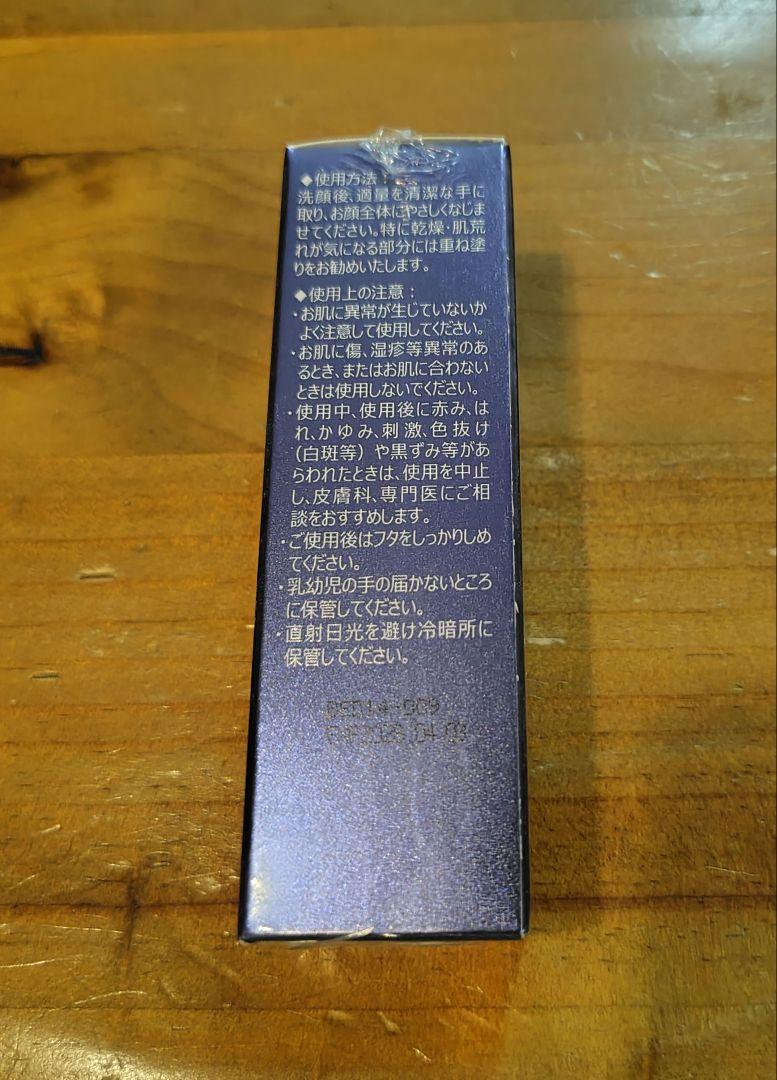 ◆使用方法：
洗顔後、適量を清潔な手に
取り、お顔全体にやさしくなじま
せてください。特に乾燥・肌荒
れが気になる部分には重ね塗
りをお勧めいたします。
◆使用上の注意：
・お肌に異常が生じていないか
よく注意して使用してください。
・お肌に傷、湿疹等異常のあ
るとき、またはお肌に合わない
ときは使用しないでください。
・使用中、使用後に赤み、は
れ、かゆみ、刺激、色抜け
（白斑等）や黒ずみ等があ
らわれたときは、使用を中止
し、皮膚科、専門医にご相
談をおすすめします。
・ご使用後はフタをしっかりしめ
てください。
・乳幼児の手の届かないところ
に保管してください。
・直射日光を避け冷暗所に
保管してください。